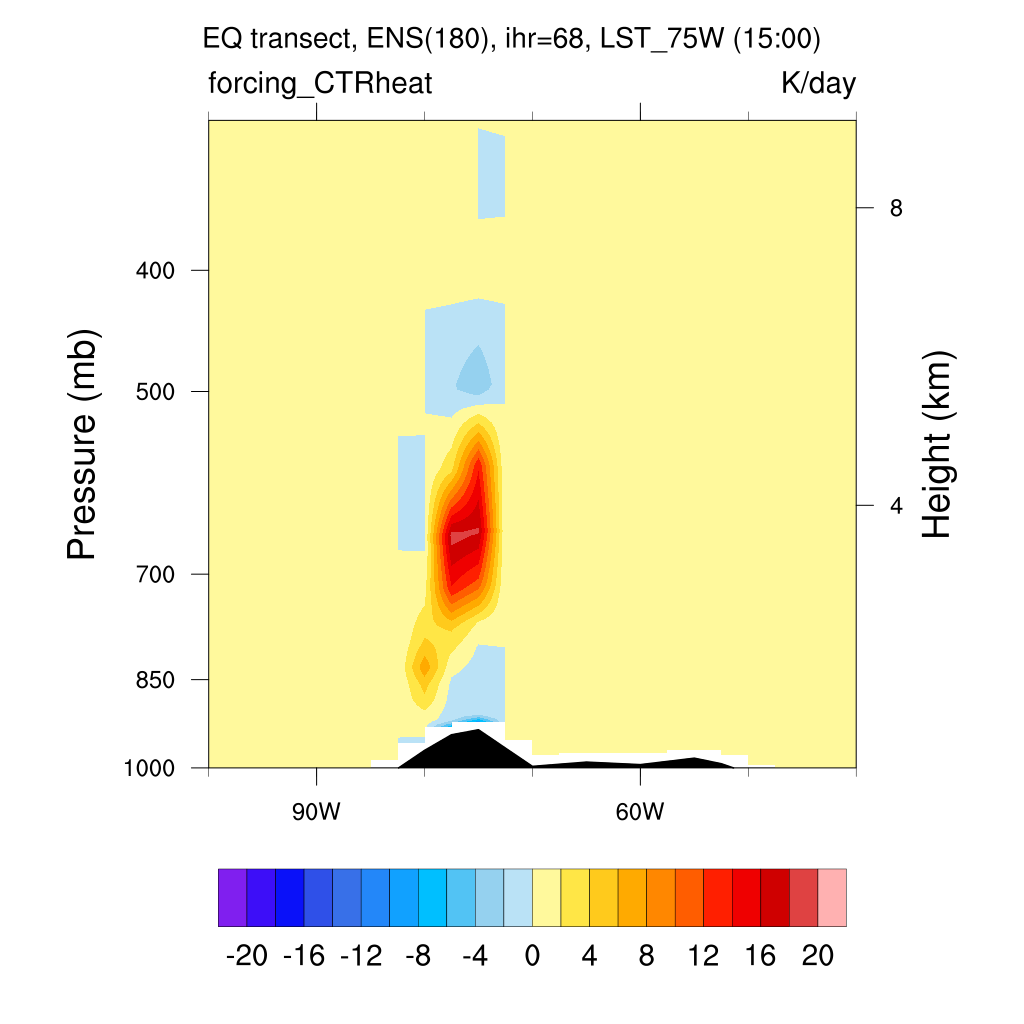 EQ transect, ENS(180), ihr=68, LST_75W (15:00)
forcing_CTRheat K/day
8
400
Pressure (mb)
Height (km)
500
4
700
850
1000
90W 60W
-20 -16 -12 -8 -4 0 4 8 12 16 20